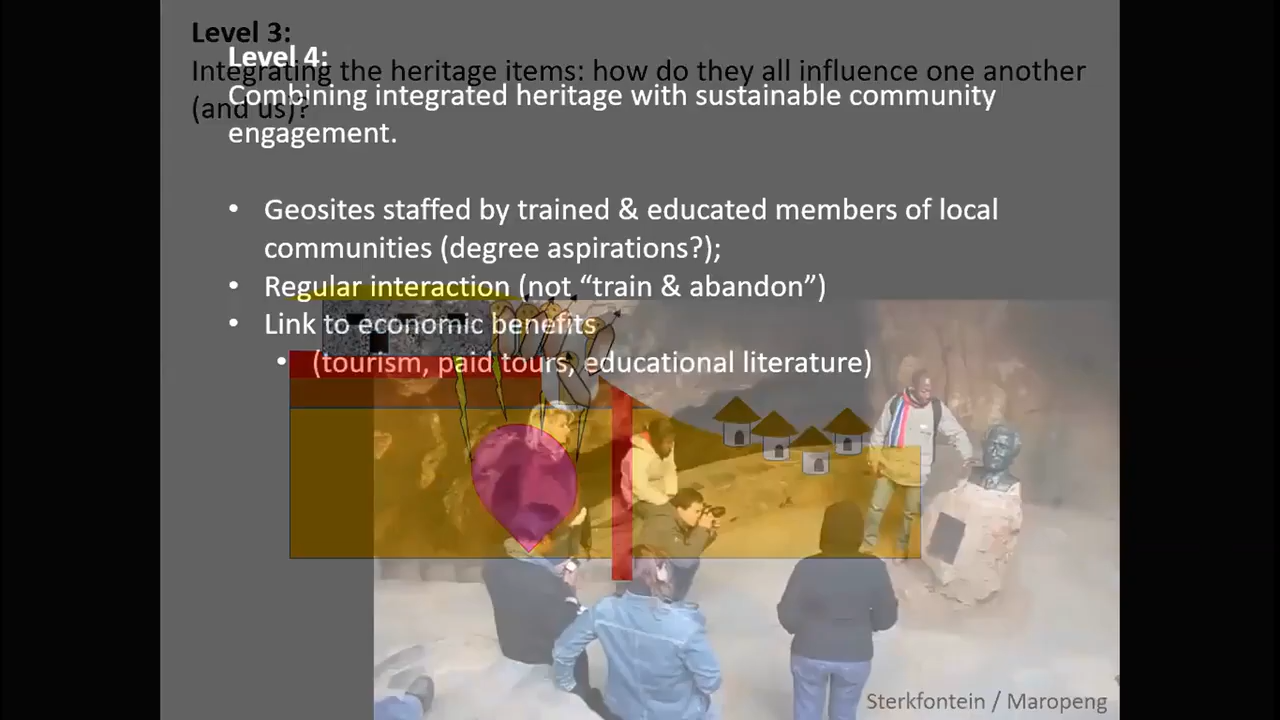 Level 3:
Integrating the heritage items: how do they all influence one another
(and us)?
Level 4:
Combining integrated heritage with sustainable community
engagement.
• Geosites staffed by trained & educated members of local
communities (degree aspirations?);
• Regular interaction (not “train & abandon”)
• Link to economic benefits
• (tourism, paid tours, educational literature)
Sterkfontein / Maropeng